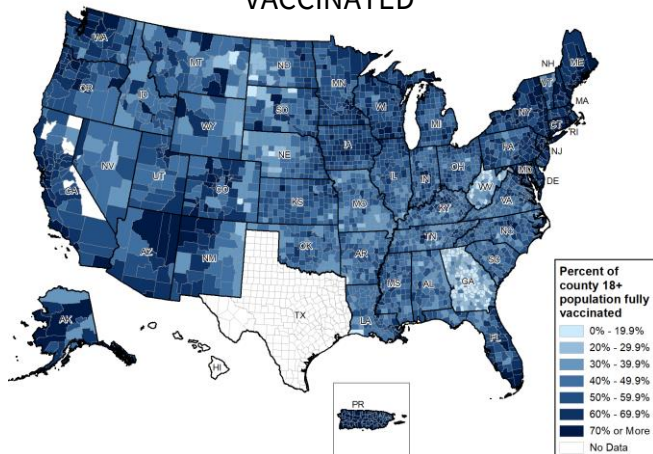 VACCINATED
WA
MT
ND
MN
OR
ID
SD
WI
WY
MI
NH
VT
ME
NY
MA
CT
RI
NV
UT
CO
NE
IA
IL
IN
OH
PA
NJ
MD
DE
CA
KS
MO
KY
WV
VA
AZ
NM
OK
AR
TN
NC
SC
TX
LA
MS
AL
GA
FL
AK
HI
PR
Percent of
county 18+
population fully
vaccinated
0% - 19.9%
20% - 29.9%
30% - 39.9%
40% - 49.9%
50% - 59.9%
60% - 69.9%
70% or More
No Data